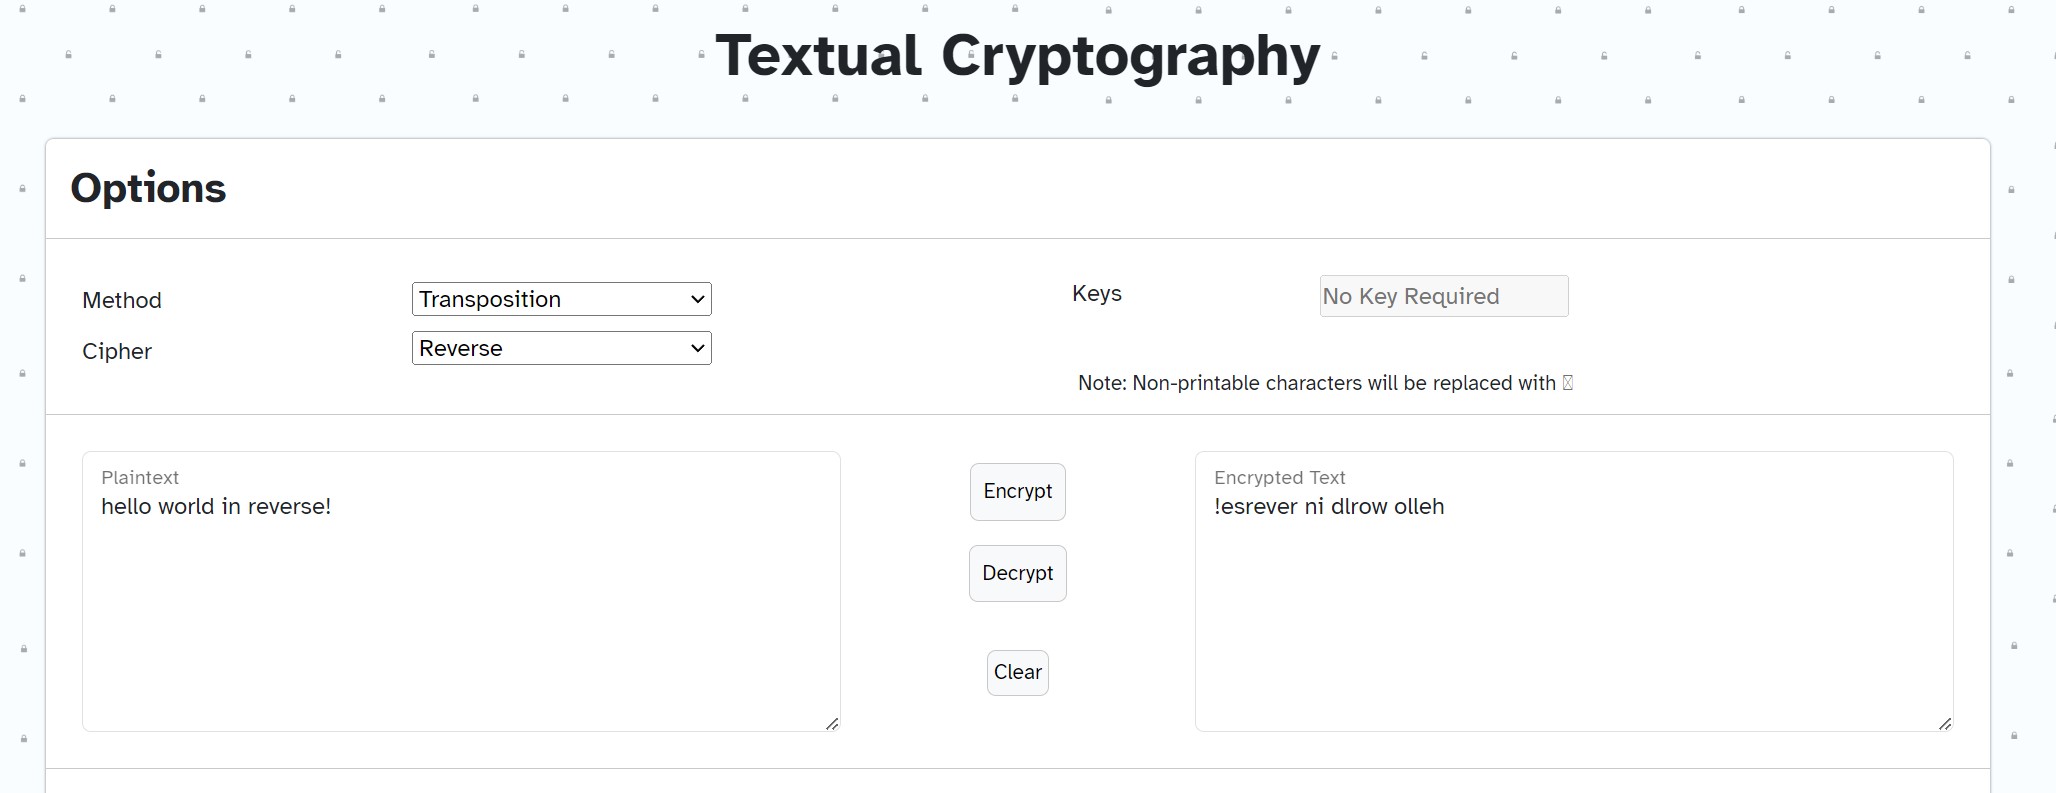 Textual Cryptography
Options
Method
Transposition
Keys
No Key Required
Cipher
Reverse
Note: Non-printable characters will be replaced with ▯
Plaintext
hello world in reverse!
Encrypt
Decrypt
Clear
Encrypted Text
!esrever ni dlrow olleh